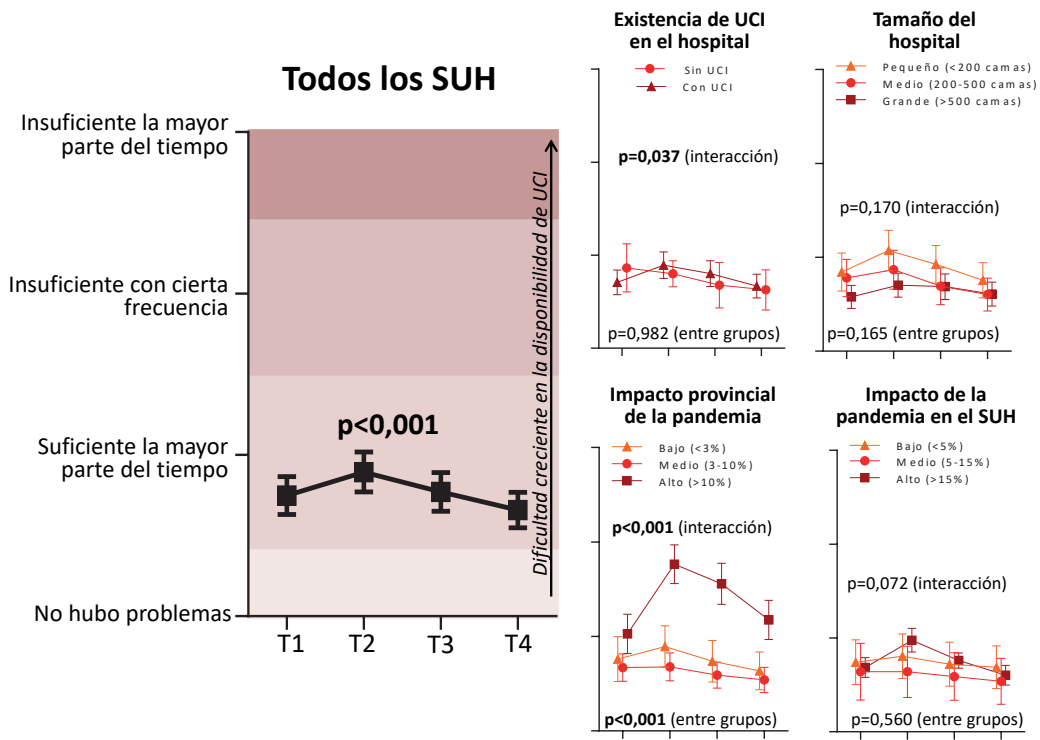 Todos los SUH
Insuficiente la mayor
parte del tiempo
Insuficiente con cierta
frecuencia
Suficiente la mayor
parte del tiempo
No hubo problemas
p<0,001
Dificultad creciente en la disponibilidad de UCI
T1 T2 T3 T4
Existencia de UCI
en el hospital
Sin UCI
Con UCI
p=0,037 (interacción)
p=0,982 (entre grupos)
Tamaño del
hospital
Pequeño (<200 camas)
Medio (200-500 camas)
Grande (>500 camas)
p=0,170 (interacción)
p=0,165 (entre grupos)
Impacto provincial
de la pandemia
Bajo (<3%)
Medio (3-10%)
Alto (>10%)
p<0,001 (interacción)
p<0,001 (entre grupos)
Impacto de la
pandemia en el SUH
Bajo (<5%)
Medio (5-15%)
Alto (>15%)
p=0,072 (interacción)
p=0,560 (entre grupos)